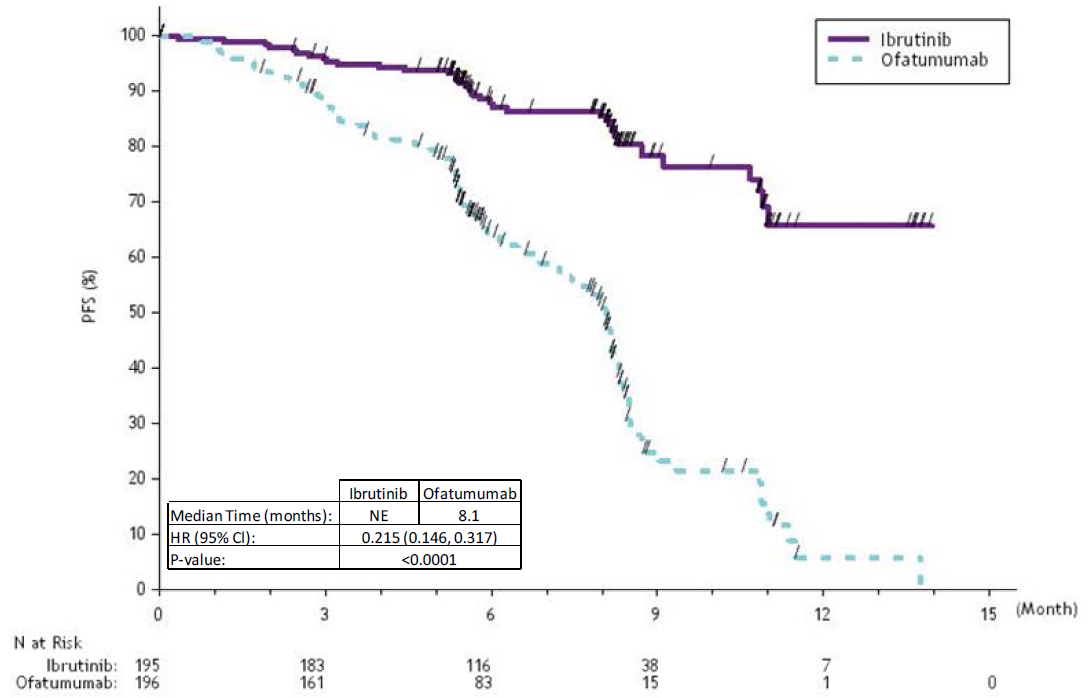 Ibrutinib
Ofatumumab
PFS (%)
100
90
80
70
60
50
40
30
20
10
0
Ibrutinib Ofatumumab
Median Time (months): NE 8.1
HR (95% CI): 0.215 (0.146, 0.317)
P-value: <0.0001
0 3 6 9 12 15 (Month)
N at Risk
Ibrutinib: 195 183 116 38 7
Ofatumumab: 196 161 83 15 1 0